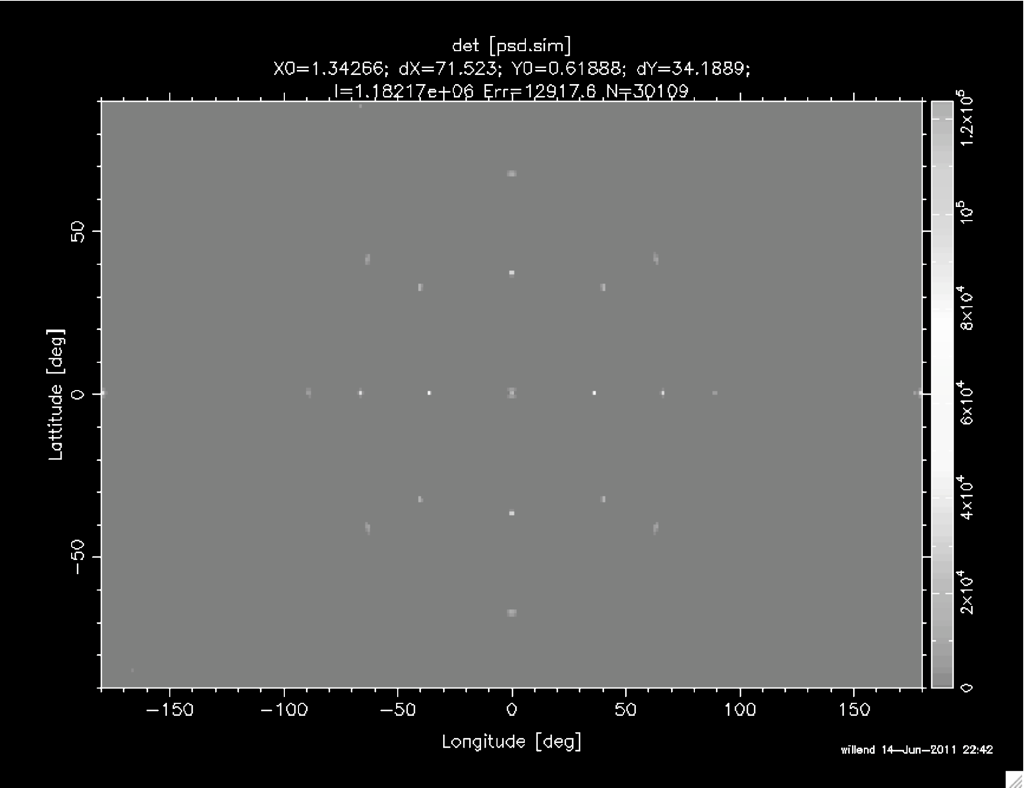 det [psd.sim]
X0=1.34266; dX=71.523; Y0=0.61888; dY=34.1889;
I=1.18217e+06 Err=12917.6 N=30109
1.2×10⁵
10⁵
8×10⁴
6×10⁴
4×10⁴
2×10⁴
0
50
0
−50
Lattitude [deg]
−150 −100 −50 0 50 100 150
Longitude [deg]
willend 14−Jun−2011 22:42